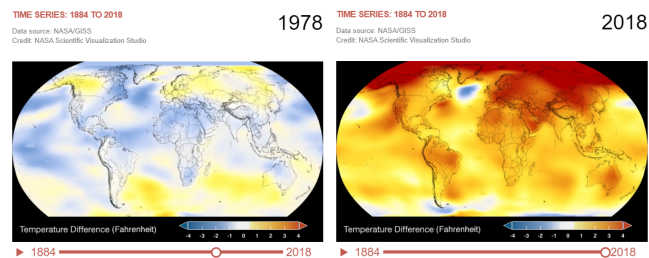 TIME SERIES: 1884 TO 2018
Data source: NASA/GISS
Credit: NASA Scientific Visualization Studio
1978
Temperature Difference (Fahrenheit)
-4 -3 -2 -1 0 1 2 3 4
1884 2018
TIME SERIES: 1884 TO 2018
Data source: NASA/GISS
Credit: NASA Scientific Visualization Studio
2018
Temperature Difference (Fahrenheit)
-4 -3 -2 -1 0 1 2 3 4
1884 2018